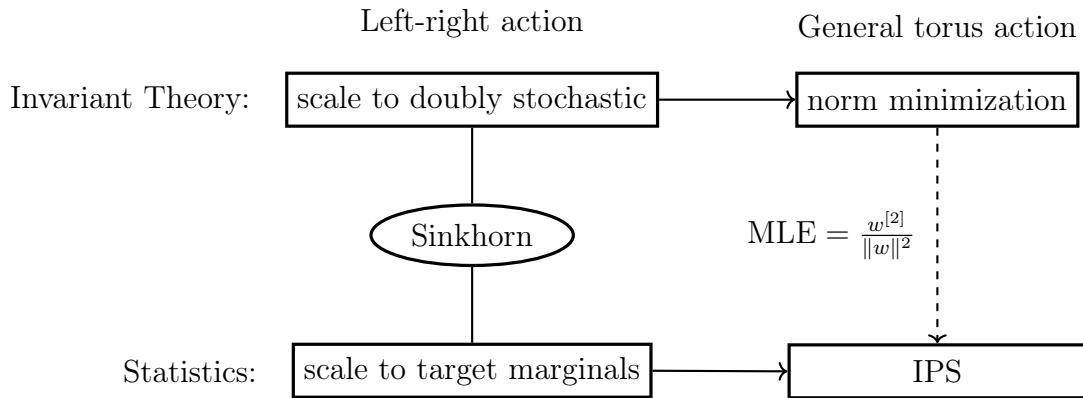 Left-right action
General torus action
Invariant Theory:
scale to doubly stochastic
norm minimization
Sinkhorn
MLE = w^{[2]} / ‖w‖^2
Statistics:
scale to target marginals
IPS